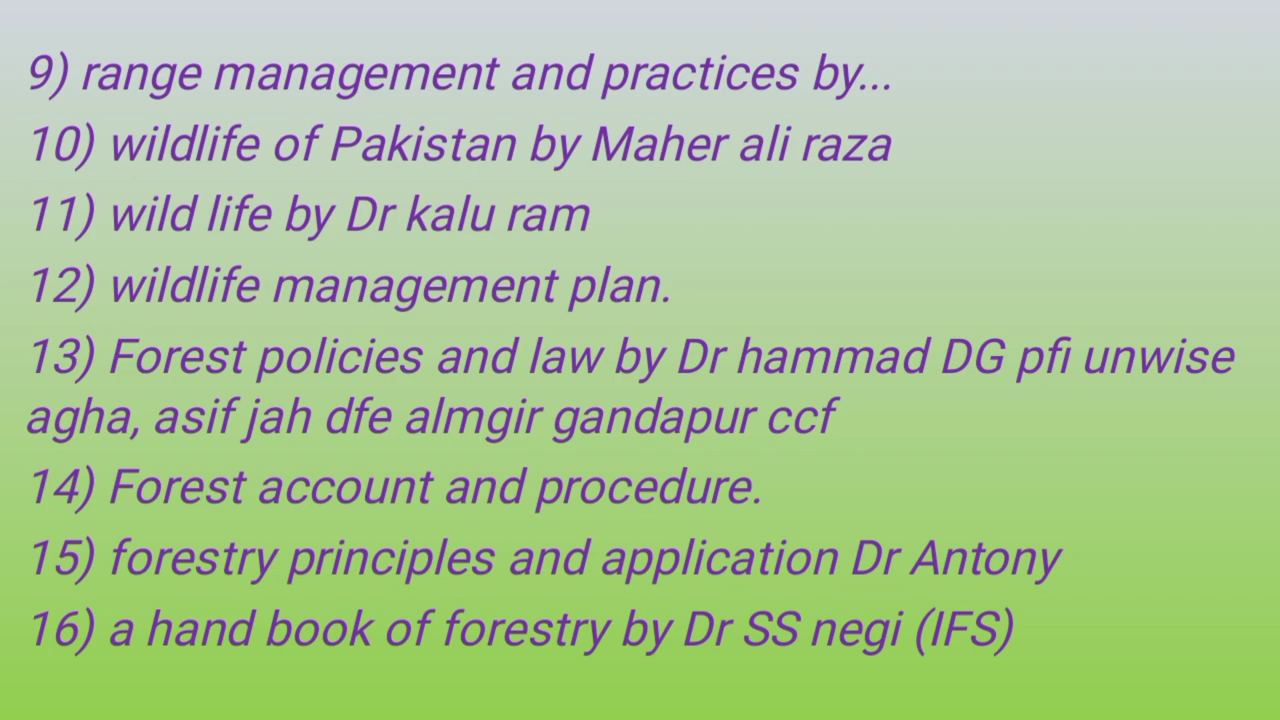 9) range management and practices by...
10) wildlife of Pakistan by Maher ali raza
11) wild life by Dr kalu ram
12) wildlife management plan.
13) Forest policies and law by Dr hammad DG pfi unwise
agha, asif jah dfe almgir gandapur ccf
14) Forest account and procedure.
15) forestry principles and application Dr Antony
16) a hand book of forestry by Dr SS negi (IFS)